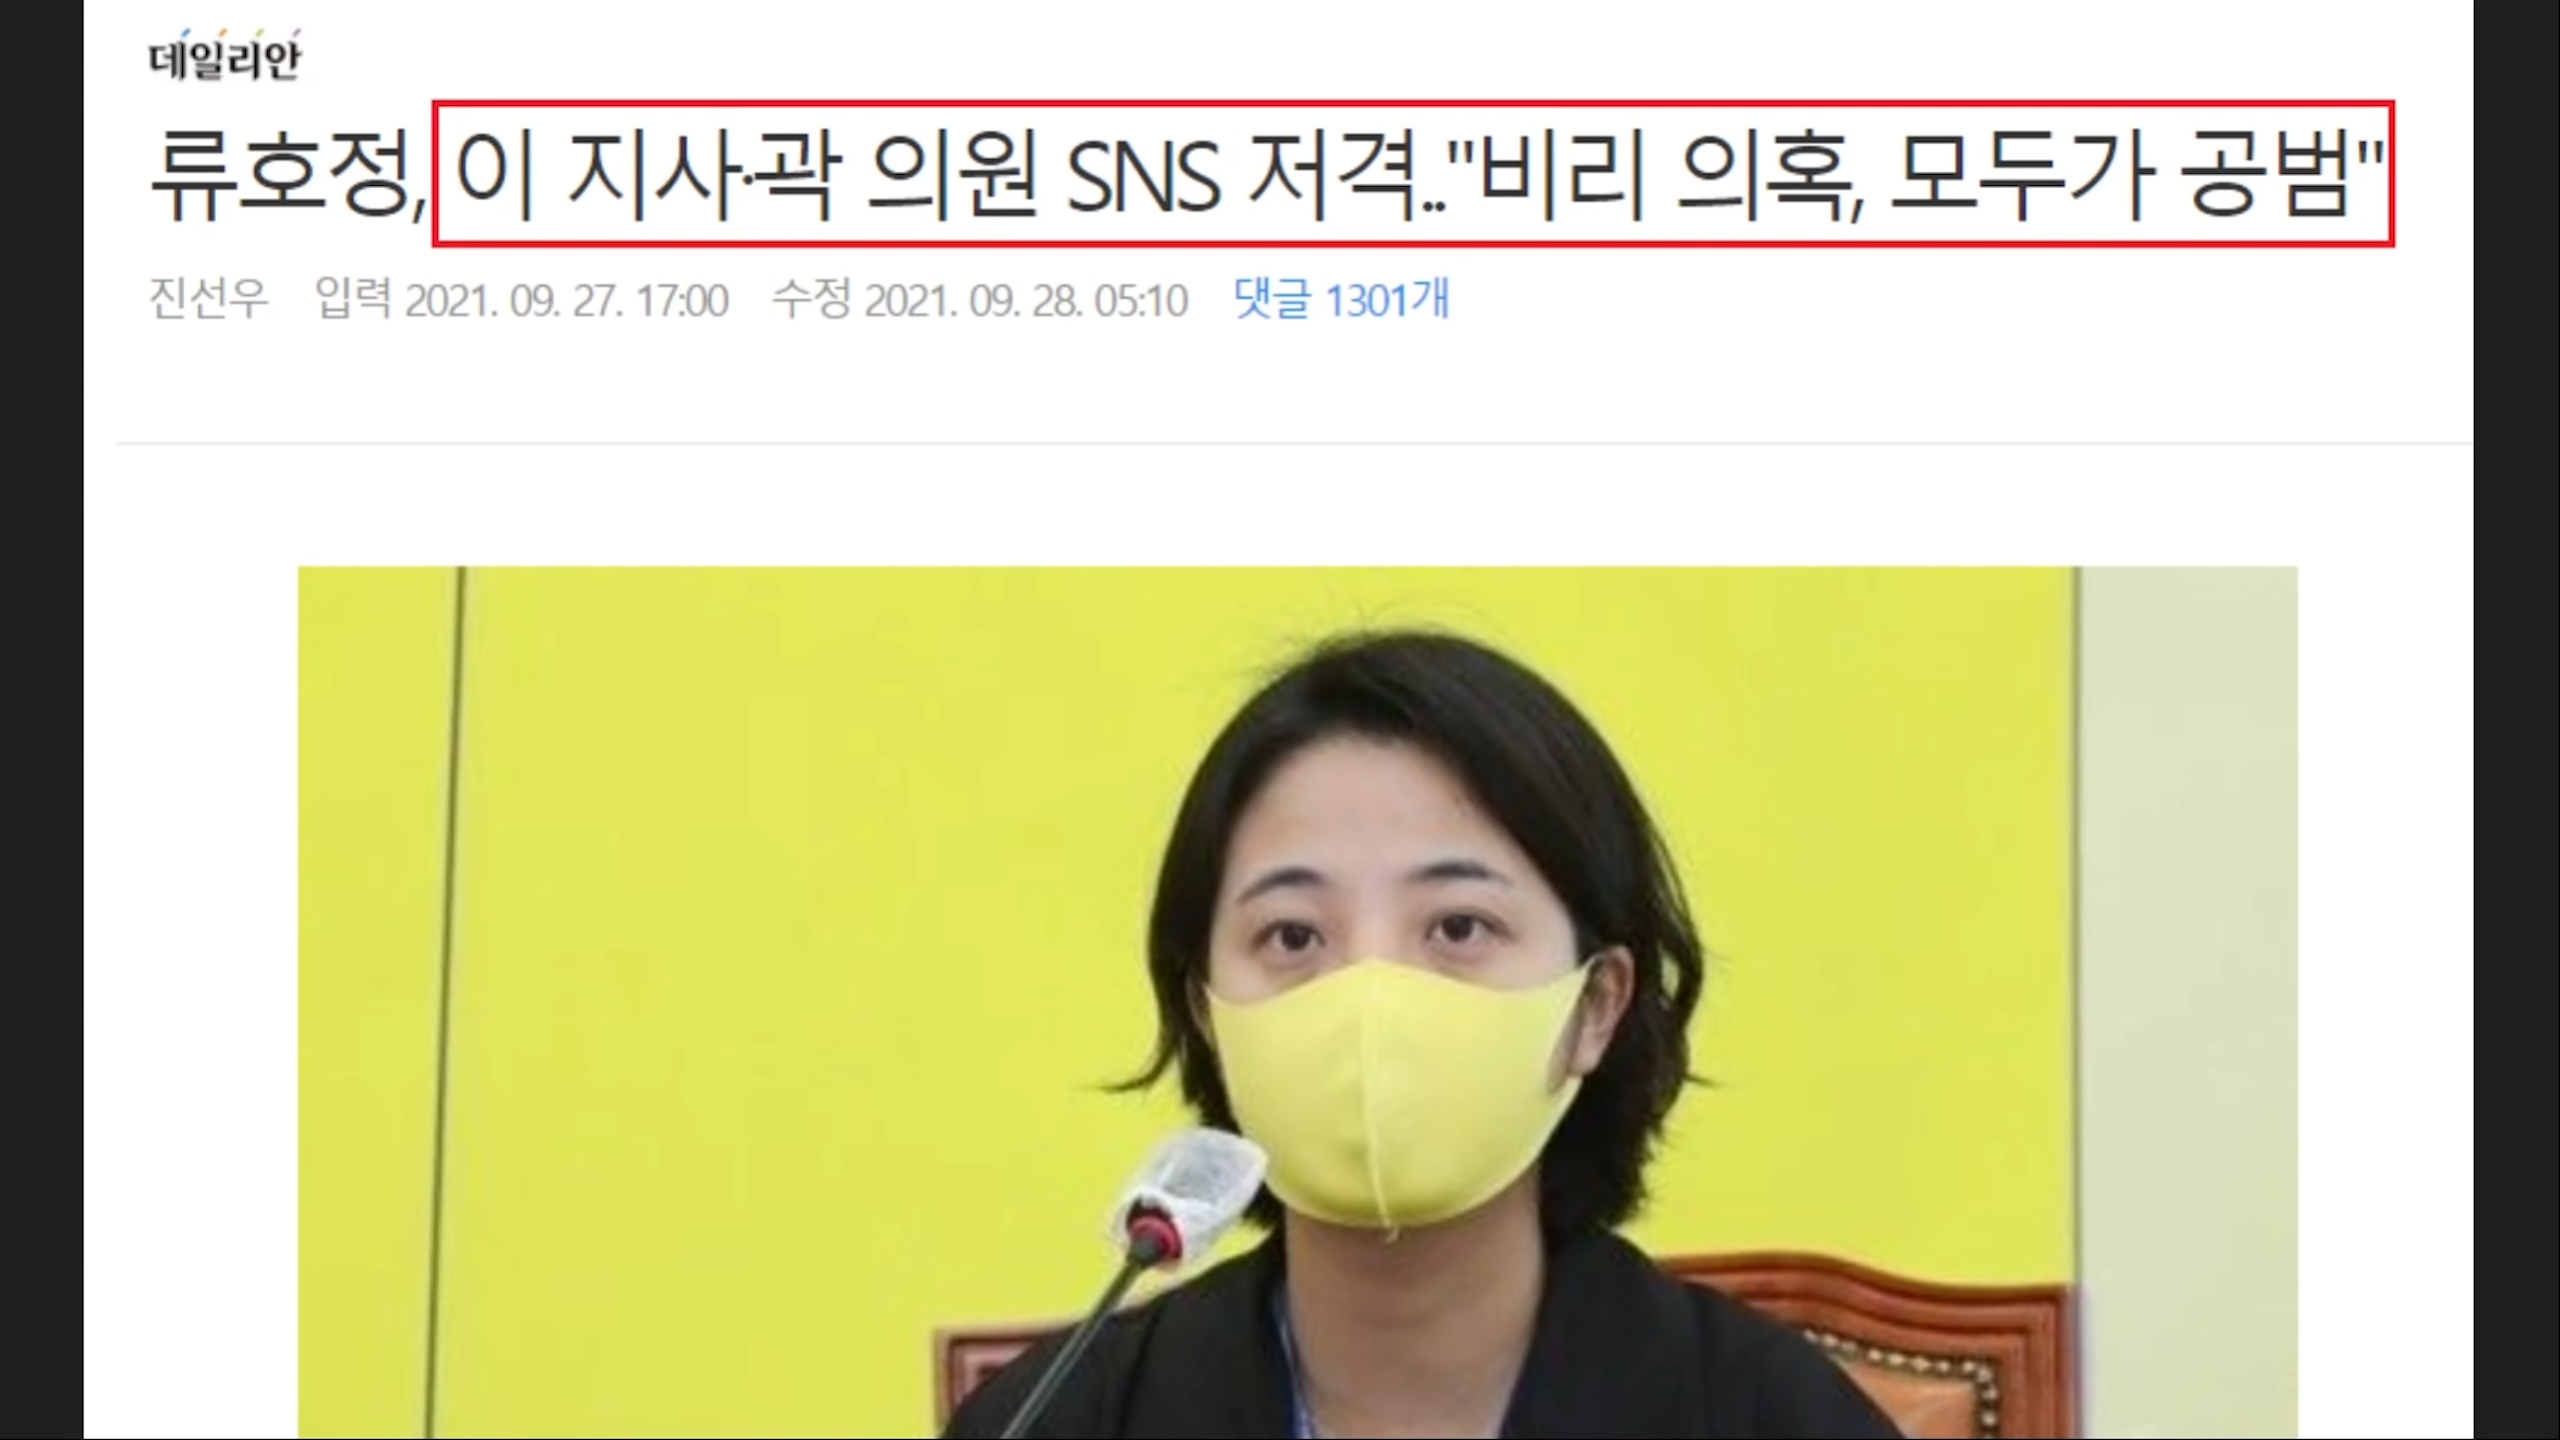 데일리안
류호정, 이 지사·곽 의원 SNS 저격.."비리 의혹, 모두가 공범"
진선우 입력 2021. 09. 27. 17:00 수정 2021. 09. 28. 05:10 댓글 1301개